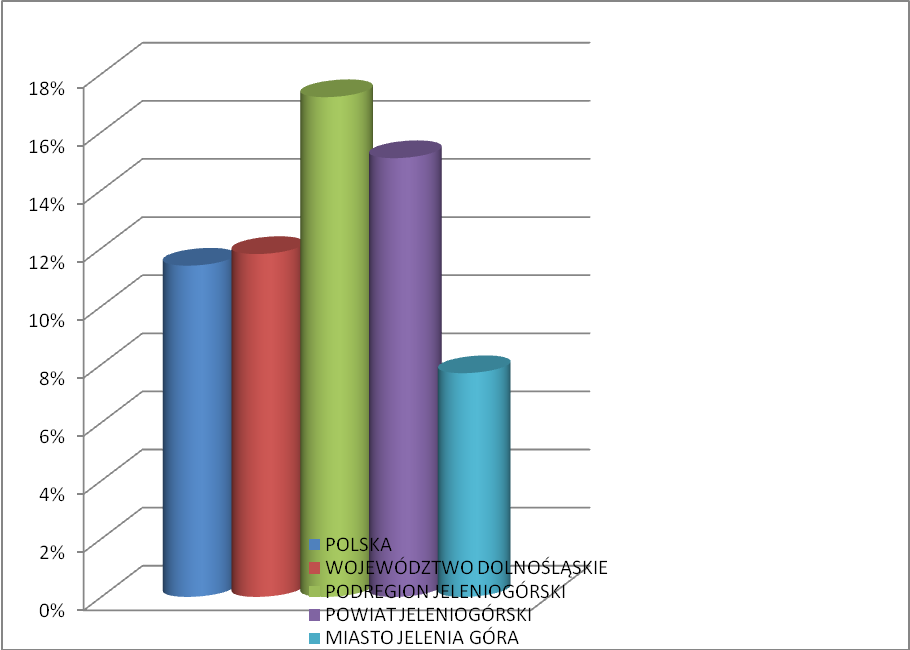 18%
16%
14%
12%
10%
8%
6%
4%
2%
0%
POLSKA
WOJEWÓDZTWO DOLNOŚLĄSKIE
PODREGION JELENIOGÓRSKI
POWIAT JELENIOGÓRSKI
MIASTO JELENIA GÓRA